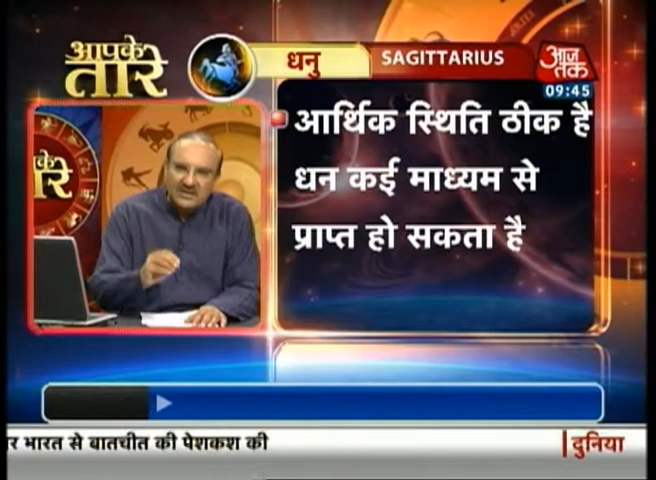 आपके
तारे
धनु
SAGITTARIUS
आज
तक
09:45
के
रे
आर्थिक स्थिति ठीक है
धन कई माध्यम से
प्राप्त हो सकता है
र भारत से बातचीत की पेशकश की
दुनिया